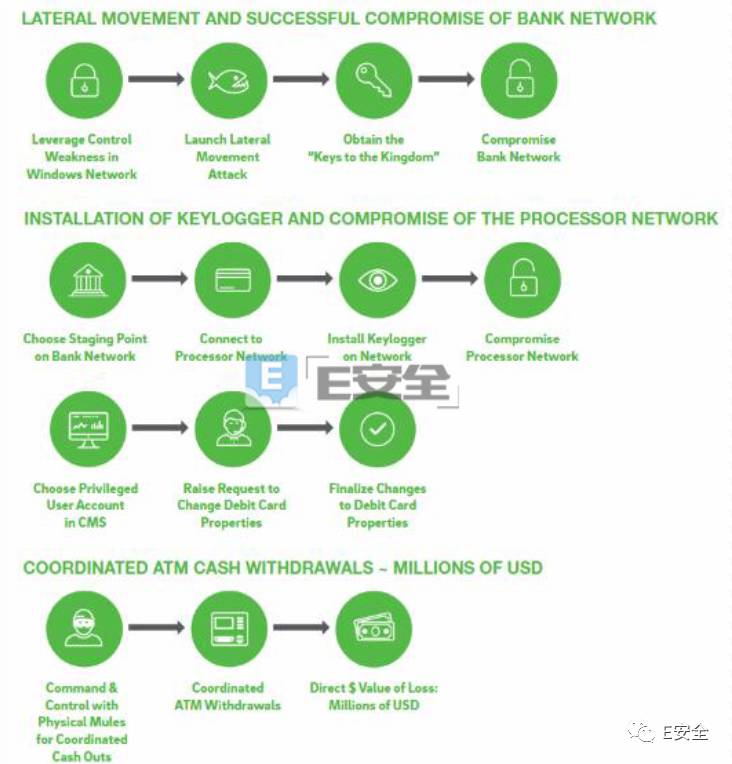 LATERAL MOVEMENT AND SUCCESSFUL COMPROMISE OF BANK NETWORK
Leverage Control
Weakness in
Windows Network
Launch Lateral
Movement
Attack
Obtain the
"Keys to the Kingdom"
Compromise
Bank Network
INSTALLATION OF KEYLOGGER AND COMPROMISE OF THE PROCESSOR NETWORK
Choose Staging Point
on Bank Network
Connect to
Processor Network
Install Keylogger
on Network
Compromise
Processor Network
E
E安全
Choose Privileged
User Account
in CMS
Raise Request to
Change Debit Card
Properties
Finalize Changes
to Debit Card
Properties
COORDINATED ATM CASH WITHDRAWALS ~ MILLIONS OF USD
Command &
Control with
Physical Mules
for Coordinated
Cash Outs
Coordinated
ATM Withdrawals
Direct $ Value of Loss:
Millions of USD
E安全